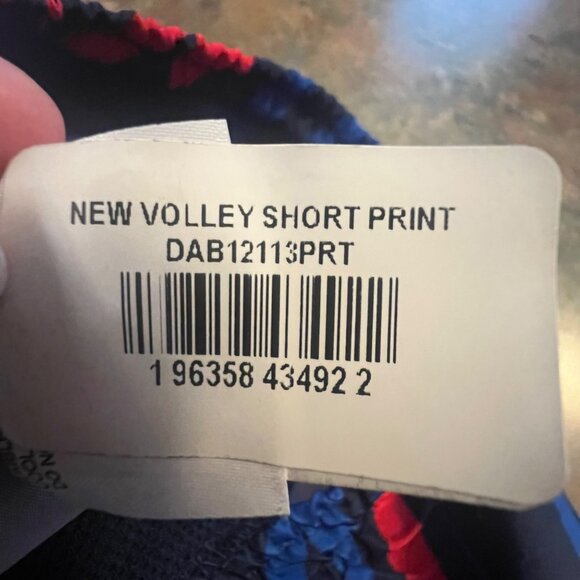 NEW VOLLEY SHORT PRINT
DAB12113PRT
1 96358 43492 2